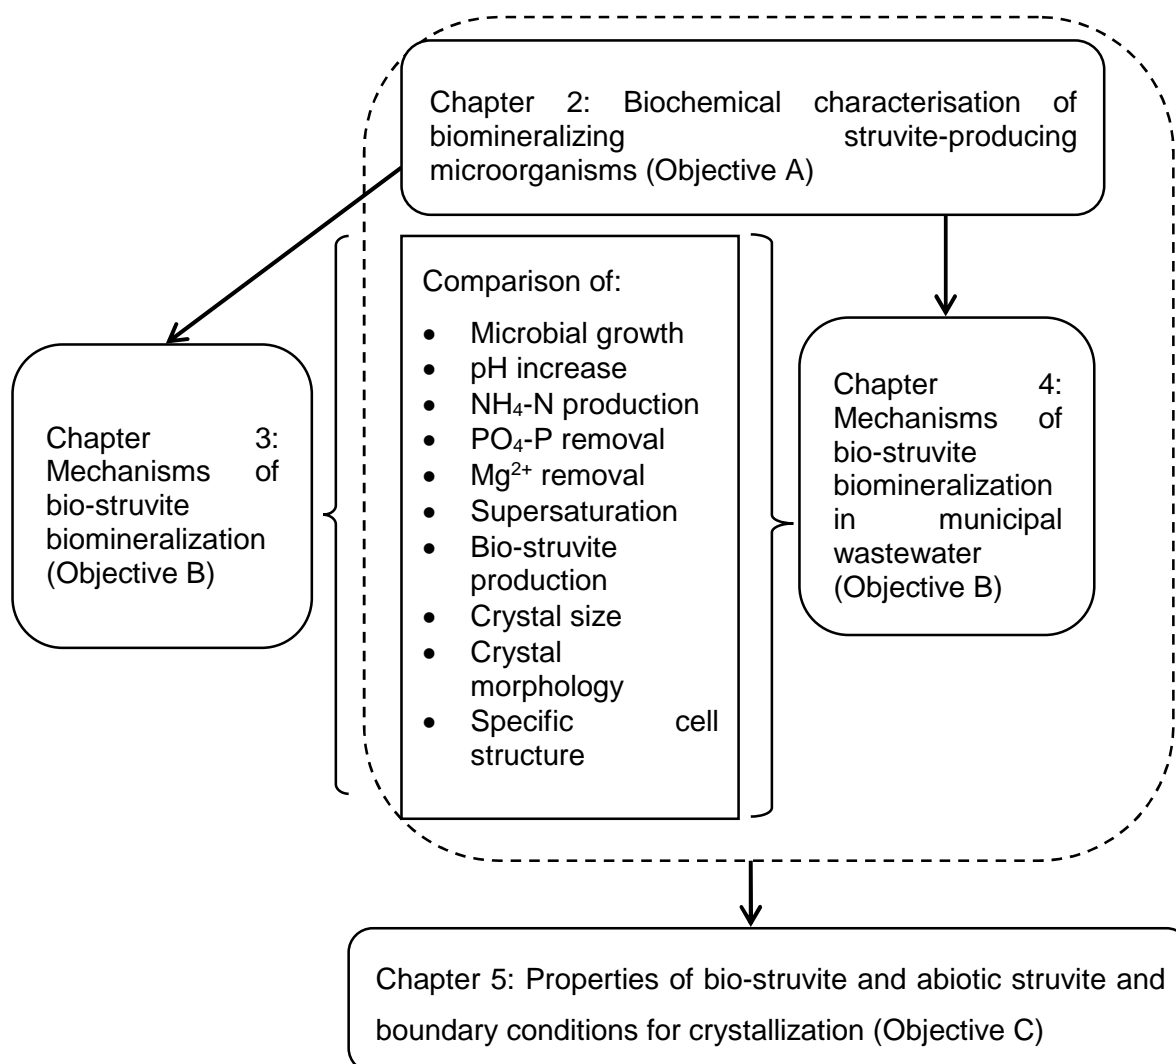 Chapter 2: Biochemical characterisation of
biomineralizing struvite-producing
microorganisms (Objective A)
Comparison of:
• Microbial growth
• pH increase
• NH₄-N production
• PO₄-P removal
• Mg²⁺ removal
• Supersaturation
• Bio-struvite
production
• Crystal size
• Crystal
morphology
• Specific cell
structure
Chapter 3:
Mechanisms of
bio-struvite
biomineralization
(Objective B)
Chapter 4:
Mechanisms of
bio-struvite
biomineralization
in municipal
wastewater
(Objective B)
Chapter 5: Properties of bio-struvite and abiotic struvite and
boundary conditions for crystallization (Objective C)